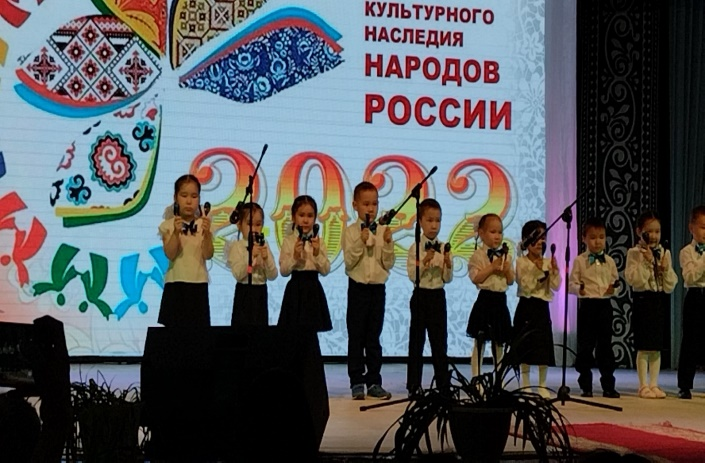 КУЛЬТУРНОГО
НАСЛЕДИЯ
НАРОДОВ
РОССИИ
2022